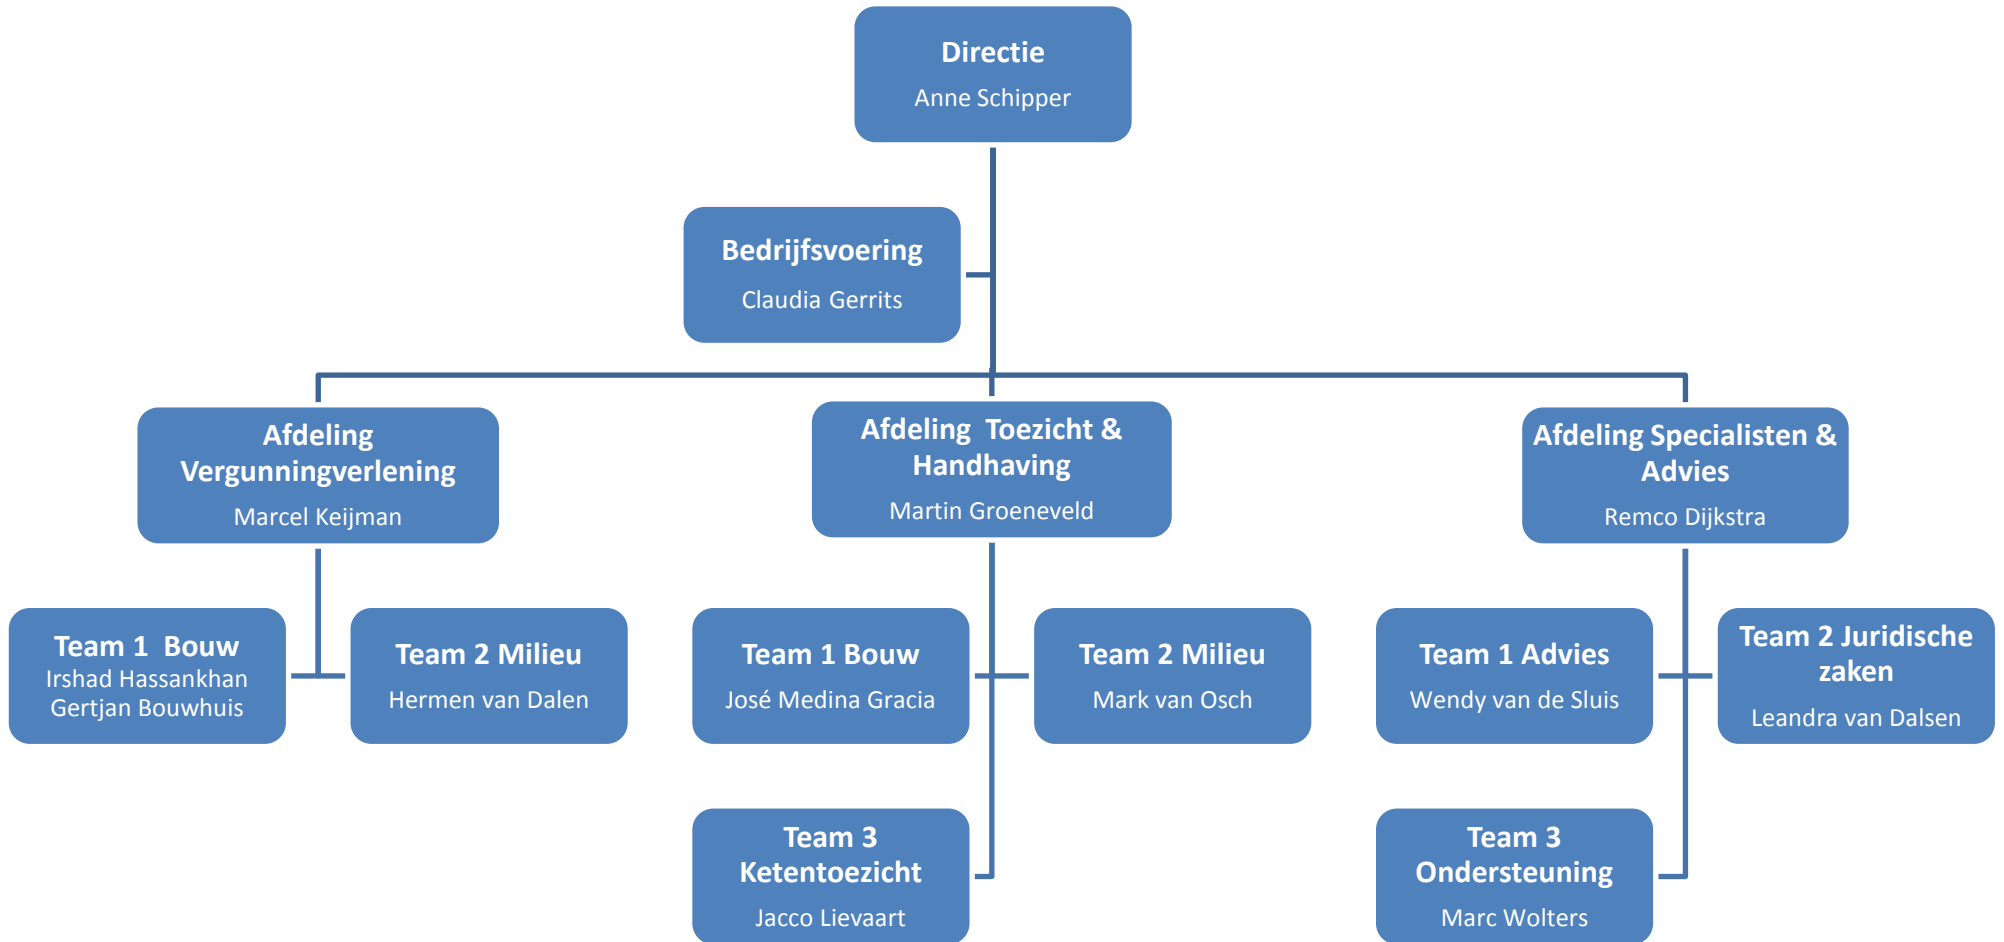 Directie
Anne Schipper
Bedrijfsvoering
Claudia Gerrits
Afdeling
Vergunningverlening
Marcel Keijman
Afdeling Toezicht &
Handhaving
Martin Groeneveld
Afdeling Specialisten &
Advies
Remco Dijkstra
Team 1 Bouw
Irshad Hassankhan
Gertjan Bouwhuis
Team 2 Milieu
Hermen van Dalen
Team 1 Bouw
José Medina Gracia
Team 2 Milieu
Mark van Osch
Team 1 Advies
Wendy van de Sluis
Team 2 Juridische
zaken
Leandra van Dalsen
Team 3
Ketentoezicht
Jacco Lievaart
Team 3
Ondersteuning
Marc Wolters